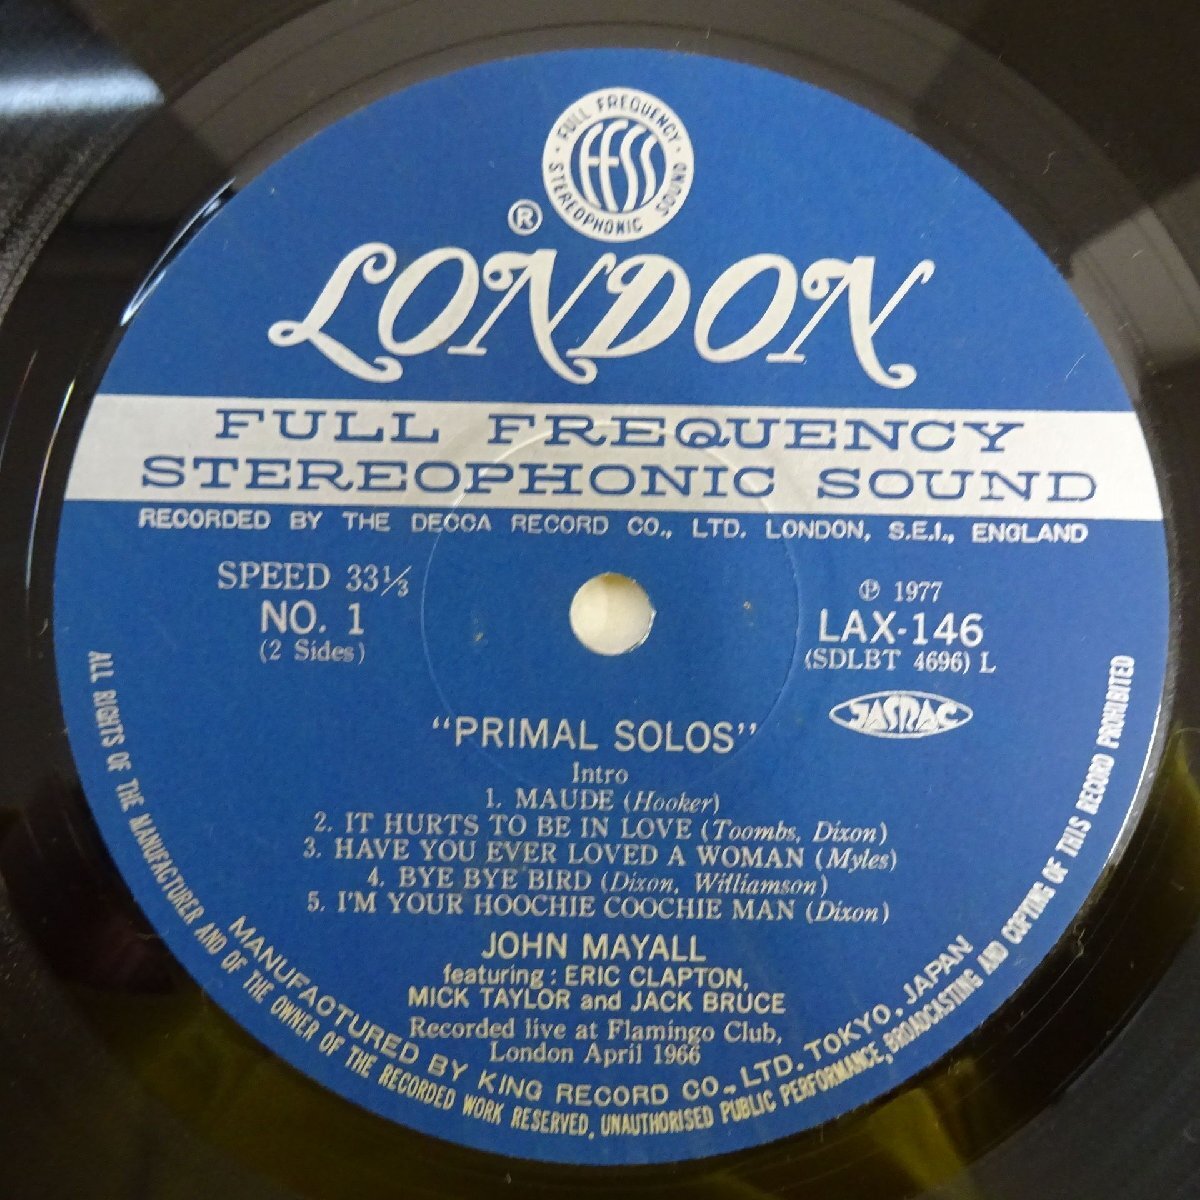 FULL FREQUENCY
STEREOPHONIC SOUND
FFSS
®
LONDON
FULL FREQUENCY
STEREOPHONIC SOUND
RECORDED BY THE DECCA RECORD CO., LTD. LONDON, S.E.I., ENGLAND
SPEED 33⅓
NO. 1
(2 Sides)
℗ 1977
LAX-146
(SDLBT 4696) L
JASRAC
"PRIMAL SOLOS"
Intro
1. MAUDE (Hooker)
2. IT HURTS TO BE IN LOVE (Toombs, Dixon)
3. HAVE YOU EVER LOVED A WOMAN (Myles)
4. BYE BYE BIRD (Dixon, Williamson)
5. I'M YOUR HOOCHIE COOCHIE MAN (Dixon)
JOHN MAYALL
featuring: ERIC CLAPTON,
MICK TAYLOR and JACK BRUCE
Recorded live at Flamingo Club,
London April 1966
MANUFACTURED BY KING RECORD CO., LTD. TOKYO, JAPAN
ALL RIGHTS OF THE MANUFACTURER AND OF THE OWNER OF THE RECORDED WORK RESERVED. UNAUTHORISED PUBLIC PERFORMANCE, BROADCASTING AND COPYING OF THIS RECORD PROHIBITED